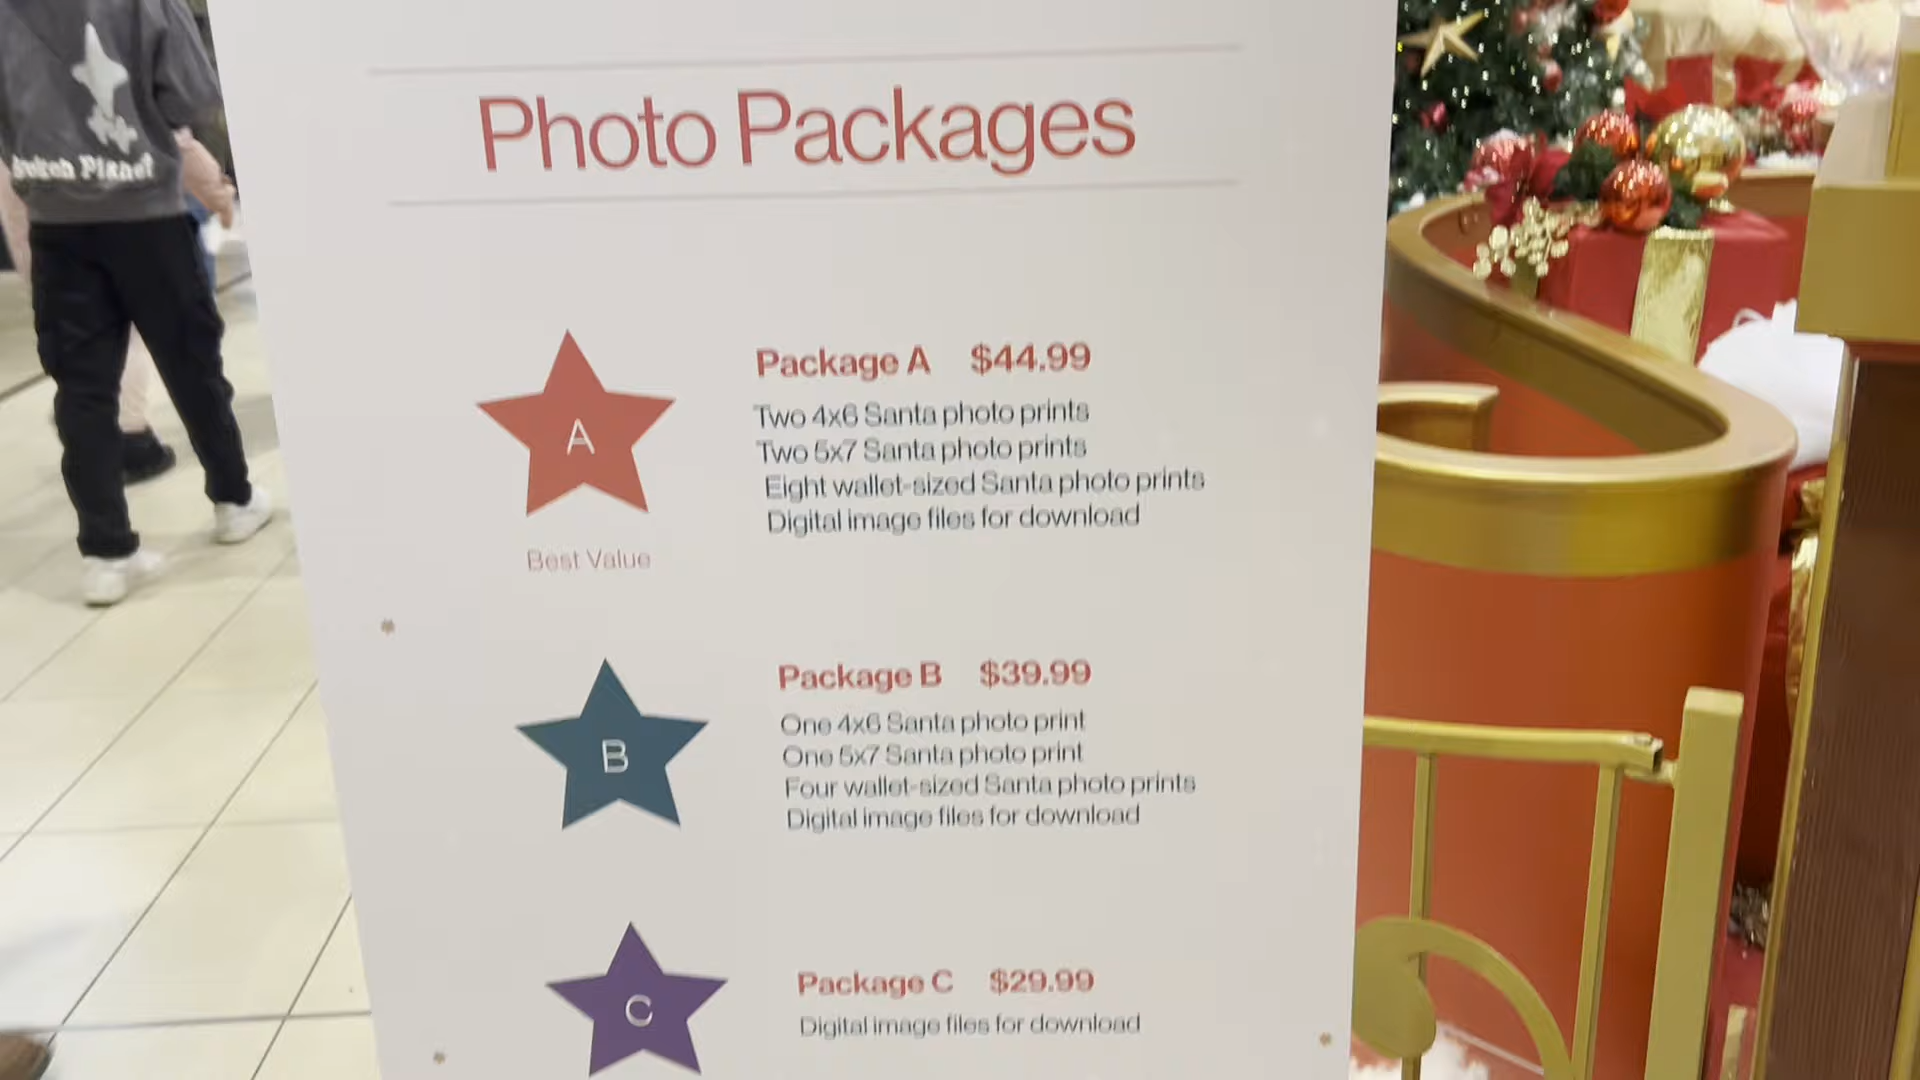 Photo Packages
A
Best Value
Package A $44.99
Two 4x6 Santa photo prints
Two 5x7 Santa photo prints
Eight wallet-sized Santa photo prints
Digital image files for download
B
Package B $39.99
One 4x6 Santa photo print
One 5x7 Santa photo print
Four wallet-sized Santa photo prints
Digital image files for download
C
Package C $29.99
Digital image files for download
Planet